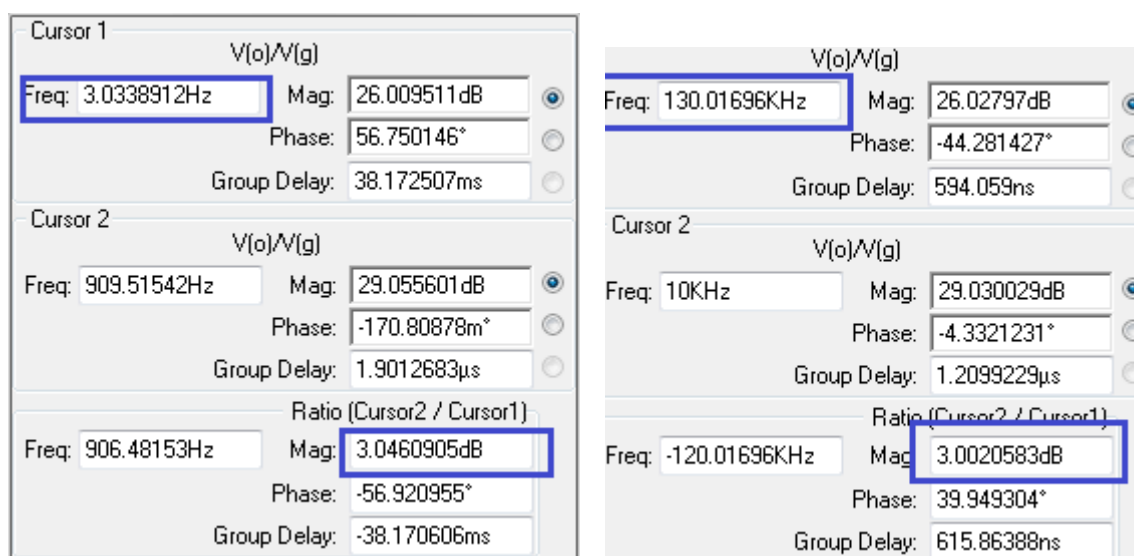 Cursor 1
V(o)/V(g)
Freq: 3.0338912Hz Mag: 26.009511dB
Phase: 56.750146°
Group Delay: 38.172507ms
Cursor 2
V(o)/V(g)
Freq: 909.51542Hz Mag: 29.055601dB
Phase: -170.80878m°
Group Delay: 1.9012683µs
Ratio (Cursor2 / Cursor1)
Freq: 906.48153Hz Mag: 3.0460905dB
Phase: -56.920955°
Group Delay: -38.170606ms
V(o)/V(g)
Freq: 130.01696KHz Mag: 26.02797dB
Phase: -44.281427°
Group Delay: 594.059ns
Cursor 2
V(o)/V(g)
Freq: 10KHz Mag: 29.030029dB
Phase: -4.3321231°
Group Delay: 1.2099229µs
Ratio (Cursor2 / Cursor1)
Freq: -120.01696KHz Mag 3.0020583dB
Phase: 39.949304°
Group Delay: 615.86388ns